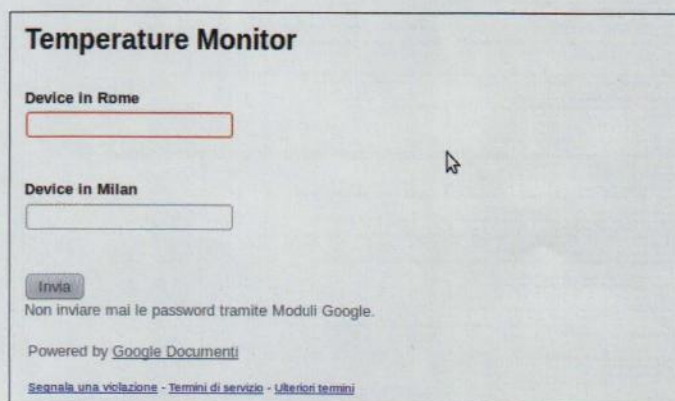 Temperature Monitor
Device in Rome
Device in Milan
Invia
Non inviare mai le password tramite Moduli Google.
Powered by Google Documenti
Segnala una violazione - Termini di servizio - Ulteriori termini